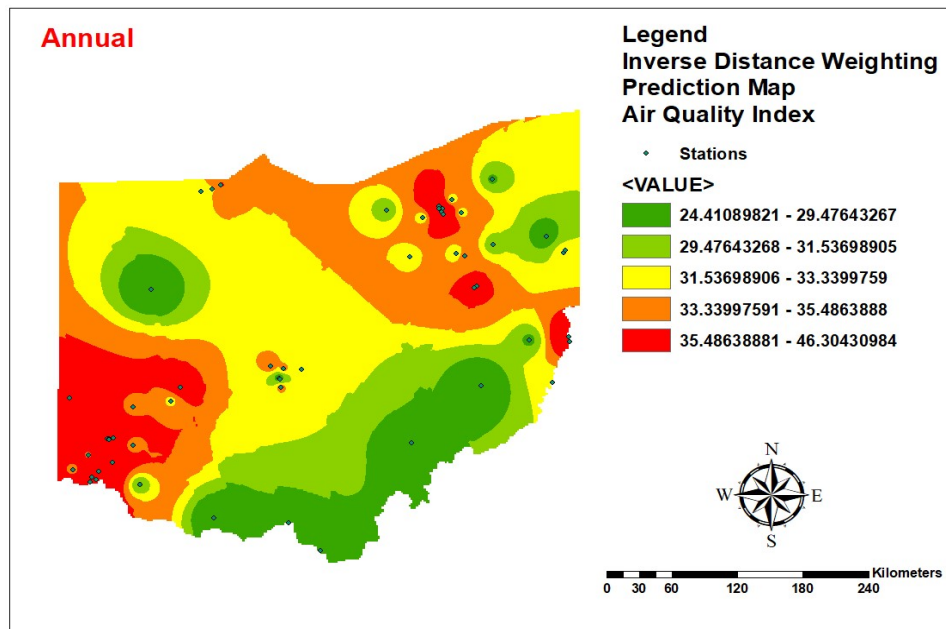 Annual
Legend
Inverse Distance Weighting
Prediction Map
Air Quality Index
Stations
<VALUE>
24.41089821 - 29.47643267
29.47643268 - 31.53698905
31.53698906 - 33.3399759
33.33997591 - 35.4863888
35.48638881 - 46.30430984
N
W E
S
Kilometers
0 30 60 120 180 240